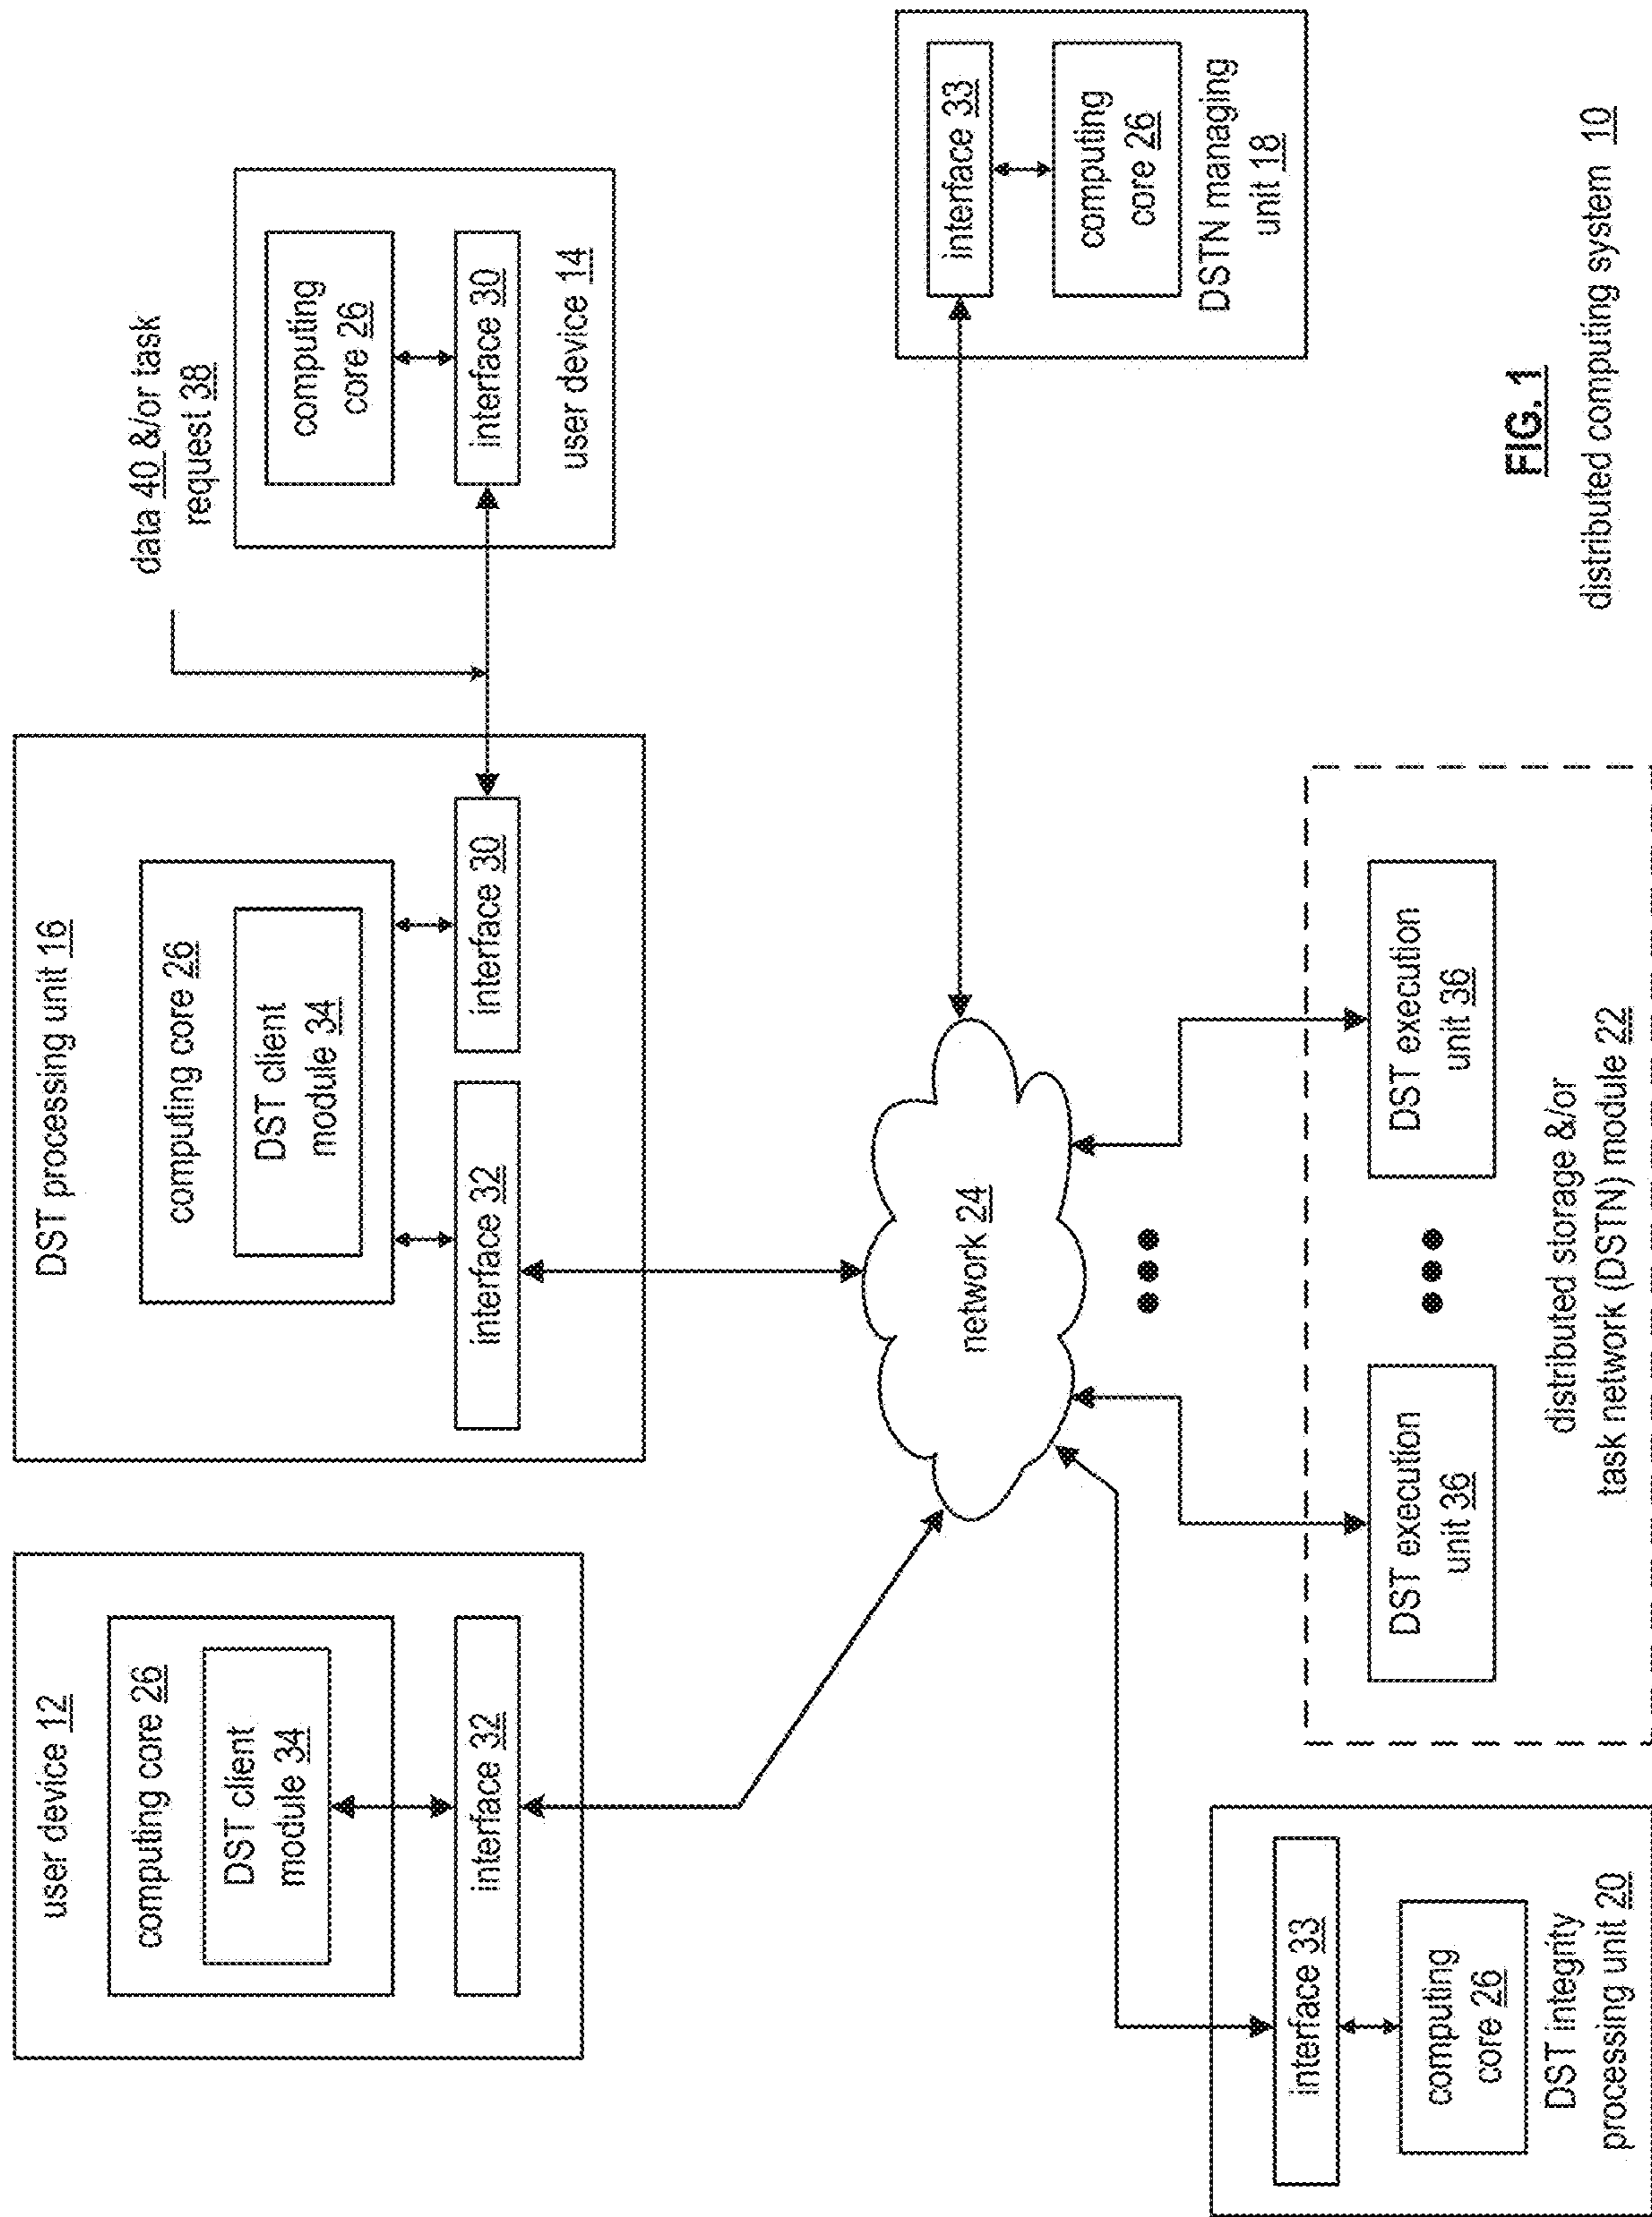 user device 12
computing core 26
DST client
module 34
interface 32
DST processing unit 16
computing core 26
DST client
module 34
interface 32
interface 30
data 40 &/or task
request 38
computing
core 26
interface 30
user device 14
network 24
interface 33
computing
core 26
DSTN managing
unit 18
interface 33
computing
core 26
DST integrity
processing unit 20
DST execution
unit 36
DST execution
unit 36
distributed storage &/or
task network (DSTN) module 22
FIG. 1
distributed computing system 10